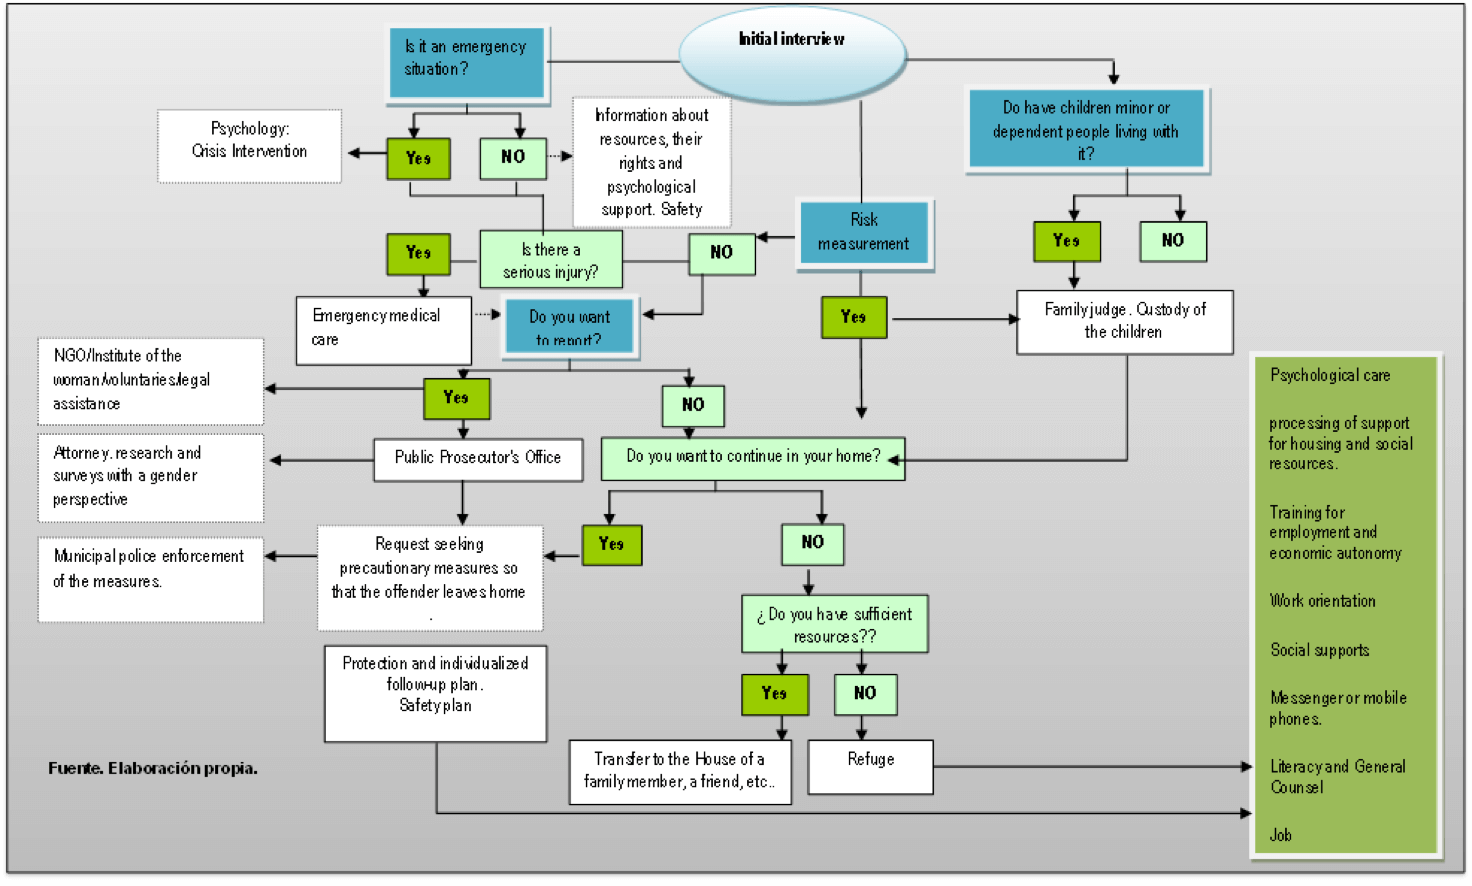 Initial interview
Is it an emergency
situation?
Do have children minor or
dependent people living with
it?
Psychology:
Crisis Intervention
Yes
NO
Information about
resources, their
rights and
psychological
support. Safety
Risk
measurement
Yes
NO
Yes
Is there a
serious injury?
NO
Yes
Emergency medical
care
Do you want
to report?
Family judge. Custody of
the children
NGO/Institute of the
woman/voluntaries/legal
assistance
Yes
NO
Attorney. research and
surveys with a gender
perspective
Public Prosecutor's Office
Do you want to continue in your home?
Municipal police enforcement
of the measures.
Request seeking
precautionary measures so
that the offender leaves home
.
Yes
NO
¿ Do you have sufficient
resources??
Protection and individualized
follow-up plan.
Safety plan
Yes
NO
Transfer to the House of a
family member, a friend, etc..
Refuge
Fuente. Elaboración propia.
Psychological care
processing of support
for housing and social
resources.
Training for
employment and
economic autonomy
Work orientation
Social supports
Messenger or mobile
phones.
Literacy and General
Counsel
Job